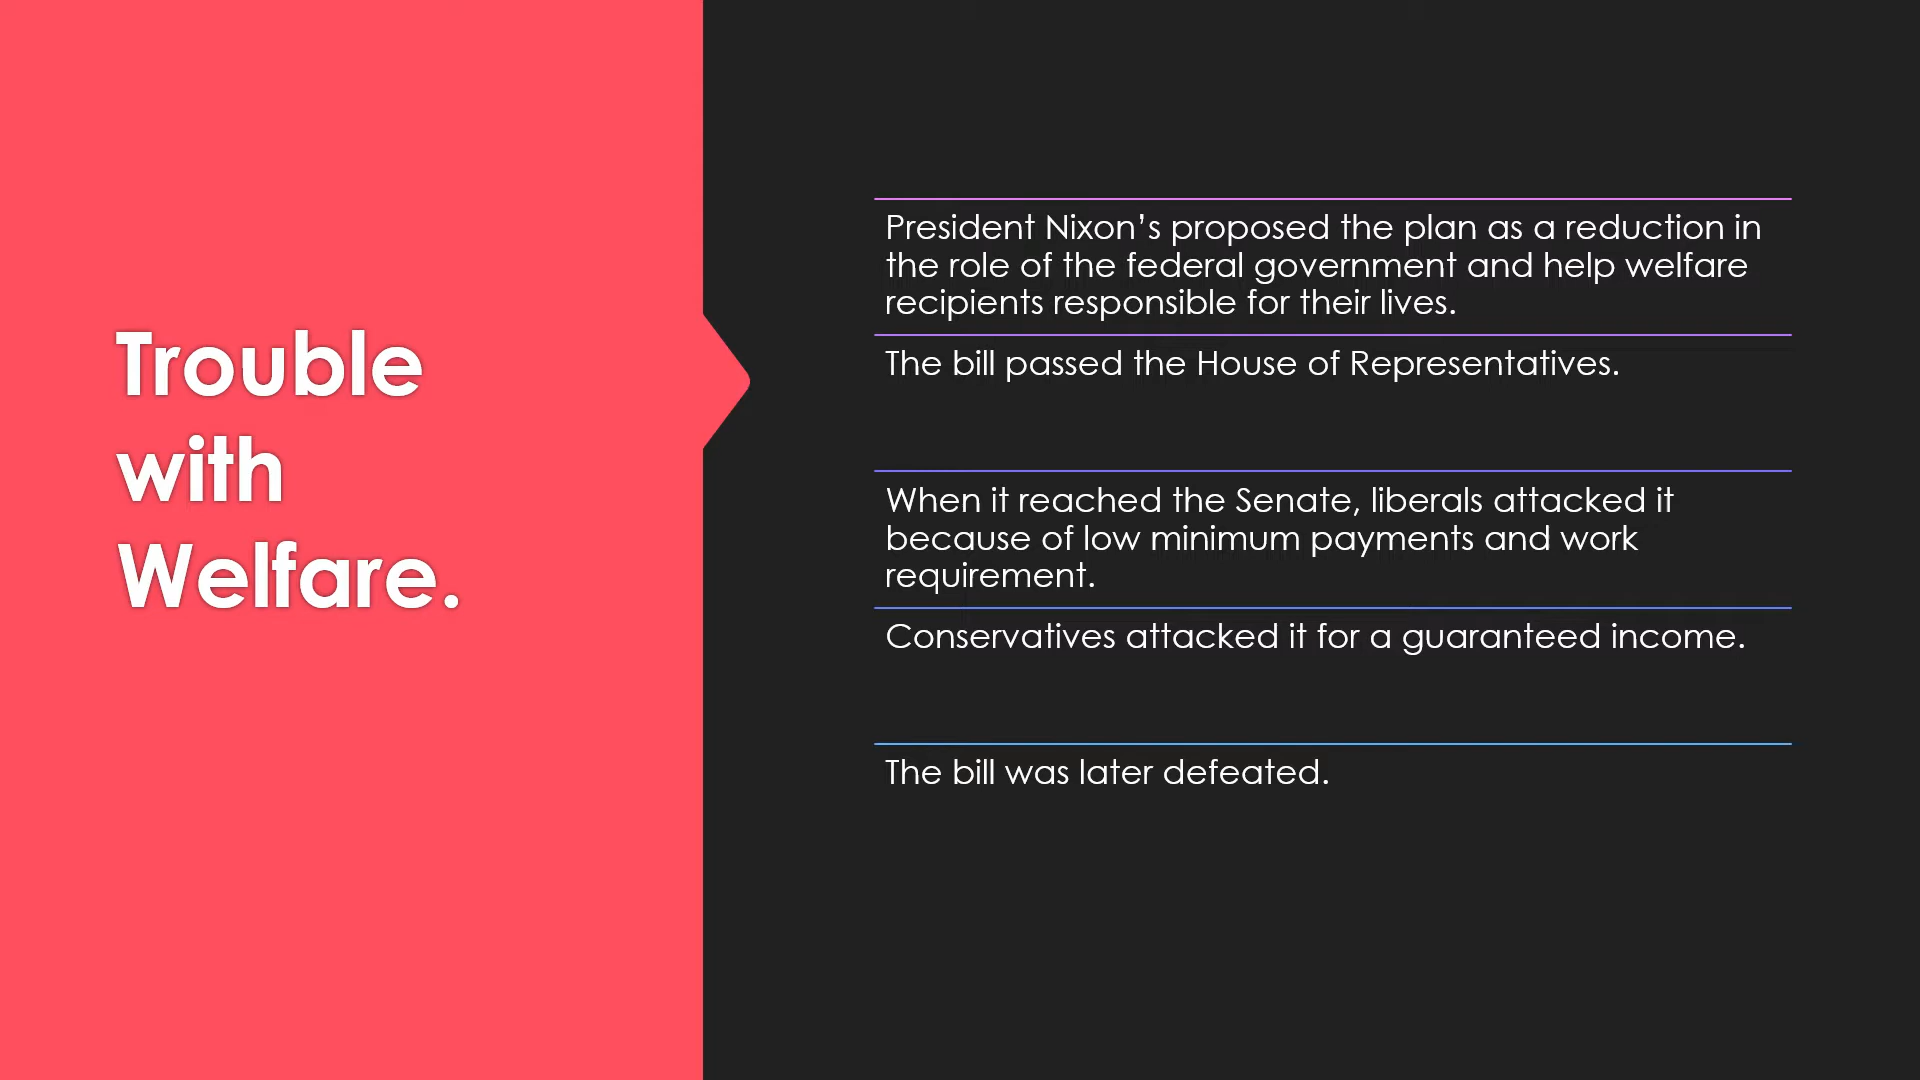 Trouble
with
Welfare.
President Nixon’s proposed the plan as a reduction in
the role of the federal government and help welfare
recipients responsible for their lives.
The bill passed the House of Representatives.
When it reached the Senate, liberals attacked it
because of low minimum payments and work
requirement.
Conservatives attacked it for a guaranteed income.
The bill was later defeated.